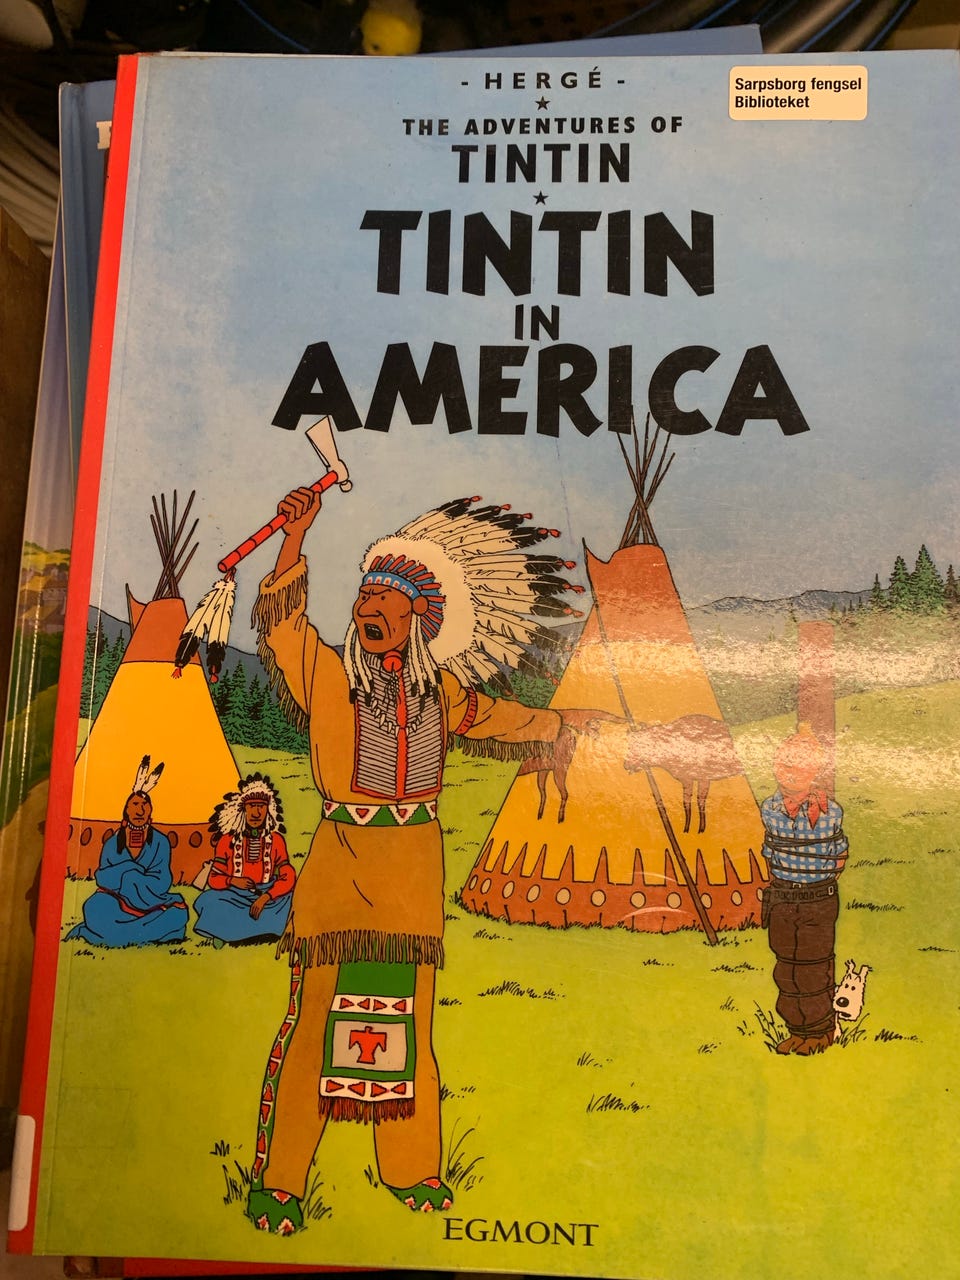 - HERGÉ -
THE ADVENTURES OF
TINTIN
TINTIN
IN
AMERICA
Sarpsborg fengsel
Biblioteket
EGMONT